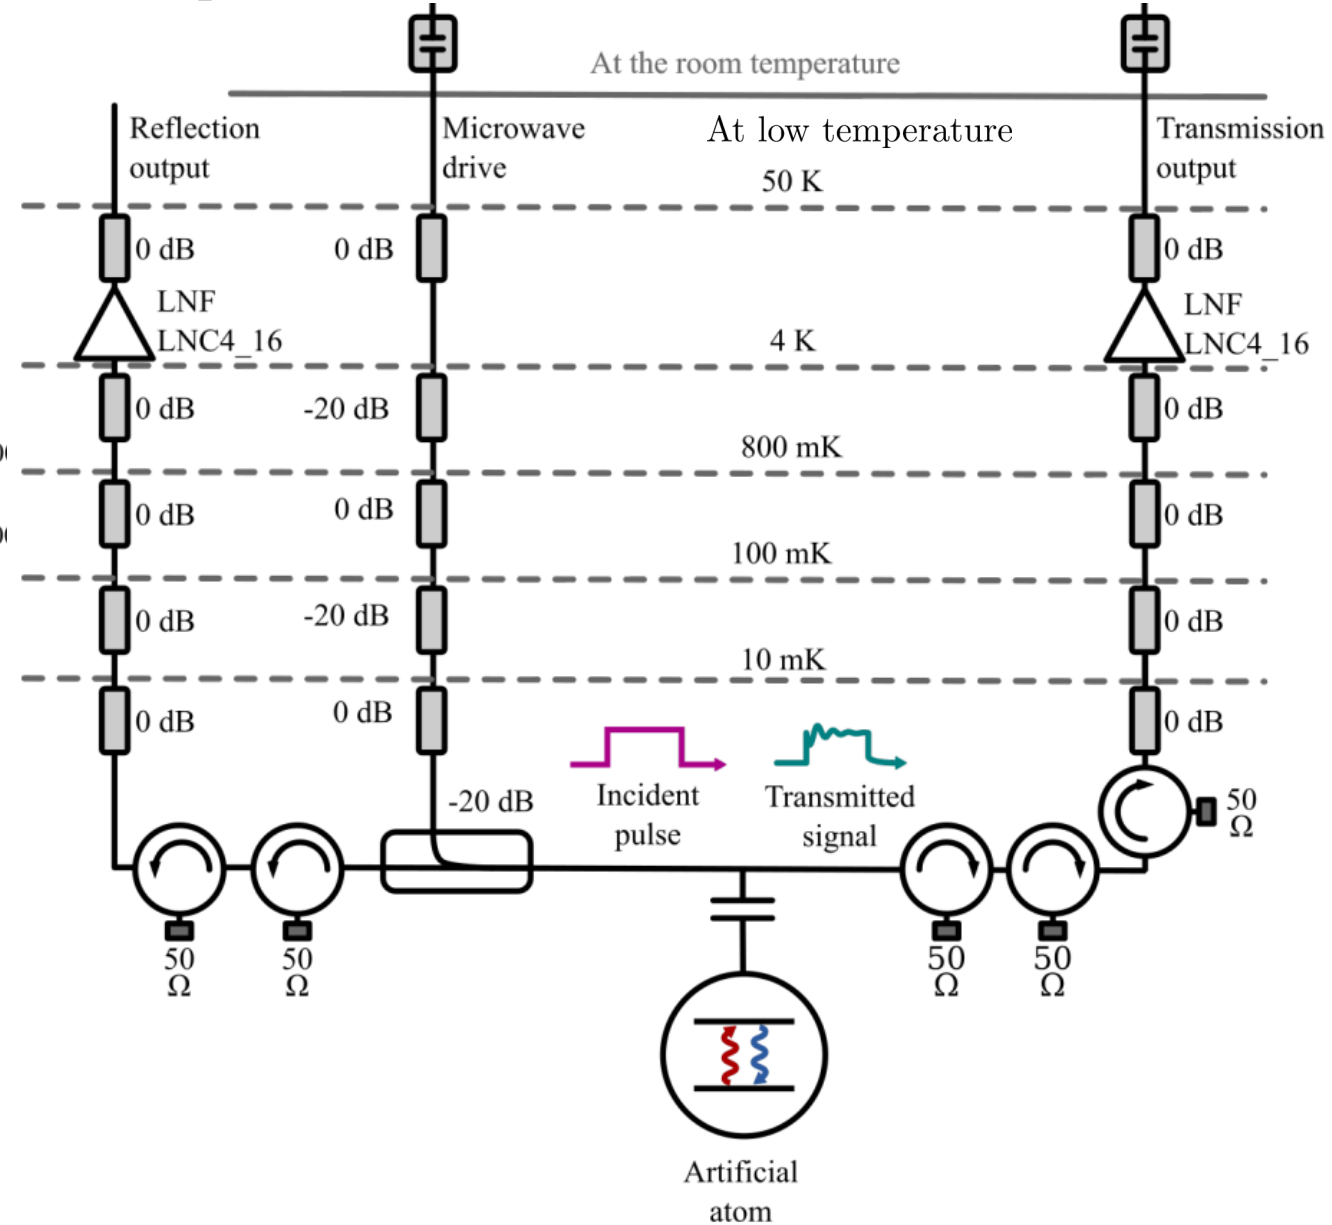 At the room temperature
Reflection
output
Microwave
drive
At low temperature
Transmission
output
50 K
0 dB
0 dB
0 dB
LNF
LNC4_16
4 K
LNF
LNC4_16
0 dB
-20 dB
0 dB
800 mK
0 dB
0 dB
0 dB
100 mK
0 dB
-20 dB
0 dB
10 mK
0 dB
0 dB
0 dB
-20 dB
Incident
pulse
Transmitted
signal
50
Ω
50
Ω
50
Ω
50
Ω
50
Ω
Artificial
atom